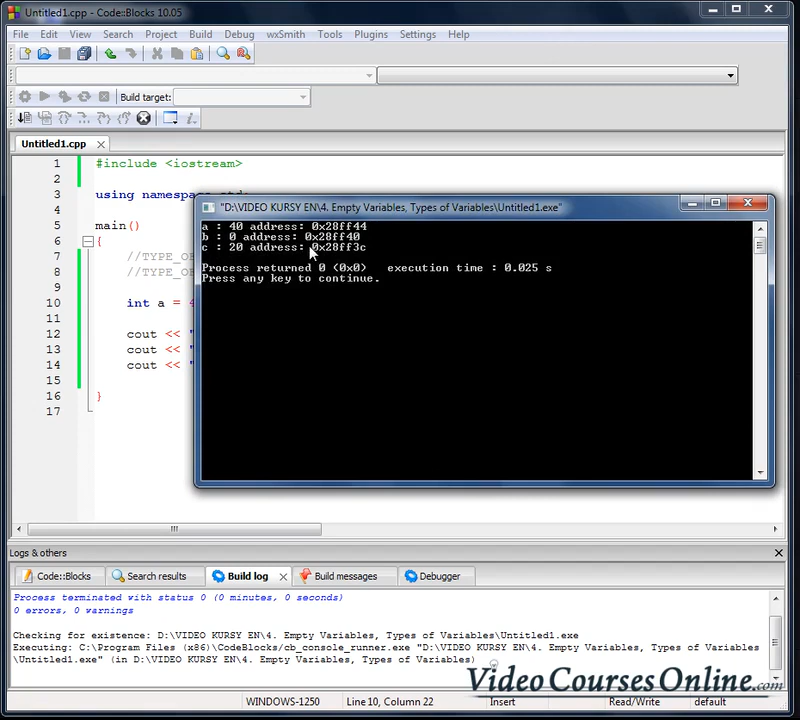 Untitled1.cpp - Code::Blocks 10.05
File Edit View Search Project Build Debug wxSmith Tools Plugins Settings Help
Build target:
Untitled1.cpp
1 #include <iostream>
2
3 using namespace std;
4
5 main()
6 {
7 //TYPE_O
8 //TYPE_O
9
10 int a = 4
11
12 cout << "
13 cout << "
14 cout << "
15
16 }
17
"D:\VIDEO KURSY EN\4. Empty Variables, Types of Variables\Untitled1.exe"
a : 40 address: 0x28ff44
b : 0 address: 0x28ff40
c : 20 address: 0x28ff3c
Process returned 0 (0x0)   execution time : 0.025 s
Press any key to continue.
Logs & others
Code::Blocks Search results Build log Build messages Debugger
Process terminated with status 0 (0 minutes, 0 seconds)
0 errors, 0 warnings
Checking for existence: D:\VIDEO KURSY EN\4. Empty Variables, Types of Variables\Untitled1.exe
Executing: C:\Program Files (x86)\CodeBlocks/cb_console_runner.exe "D:\VIDEO KURSY EN\4. Empty Variables, Types of Variables
\Untitled1.exe" (in D:\VIDEO KURSY EN\4. Empty Variables, Types of Variables)
VideoCoursesOnline.com
WINDOWS-1250 Line 10, Column 22 Insert Read/Write default